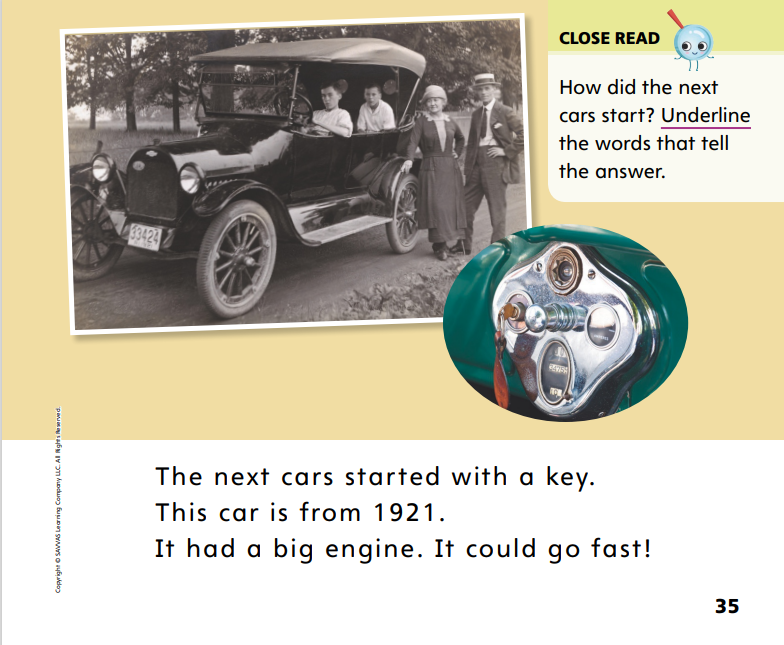 CLOSE READ
How did the next
cars start? Underline
the words that tell
the answer.
33424
Copyright © SAVVAS Learning Company LLC. All Rights Reserved.
The next cars started with a key.
This car is from 1921.
It had a big engine. It could go fast!
35